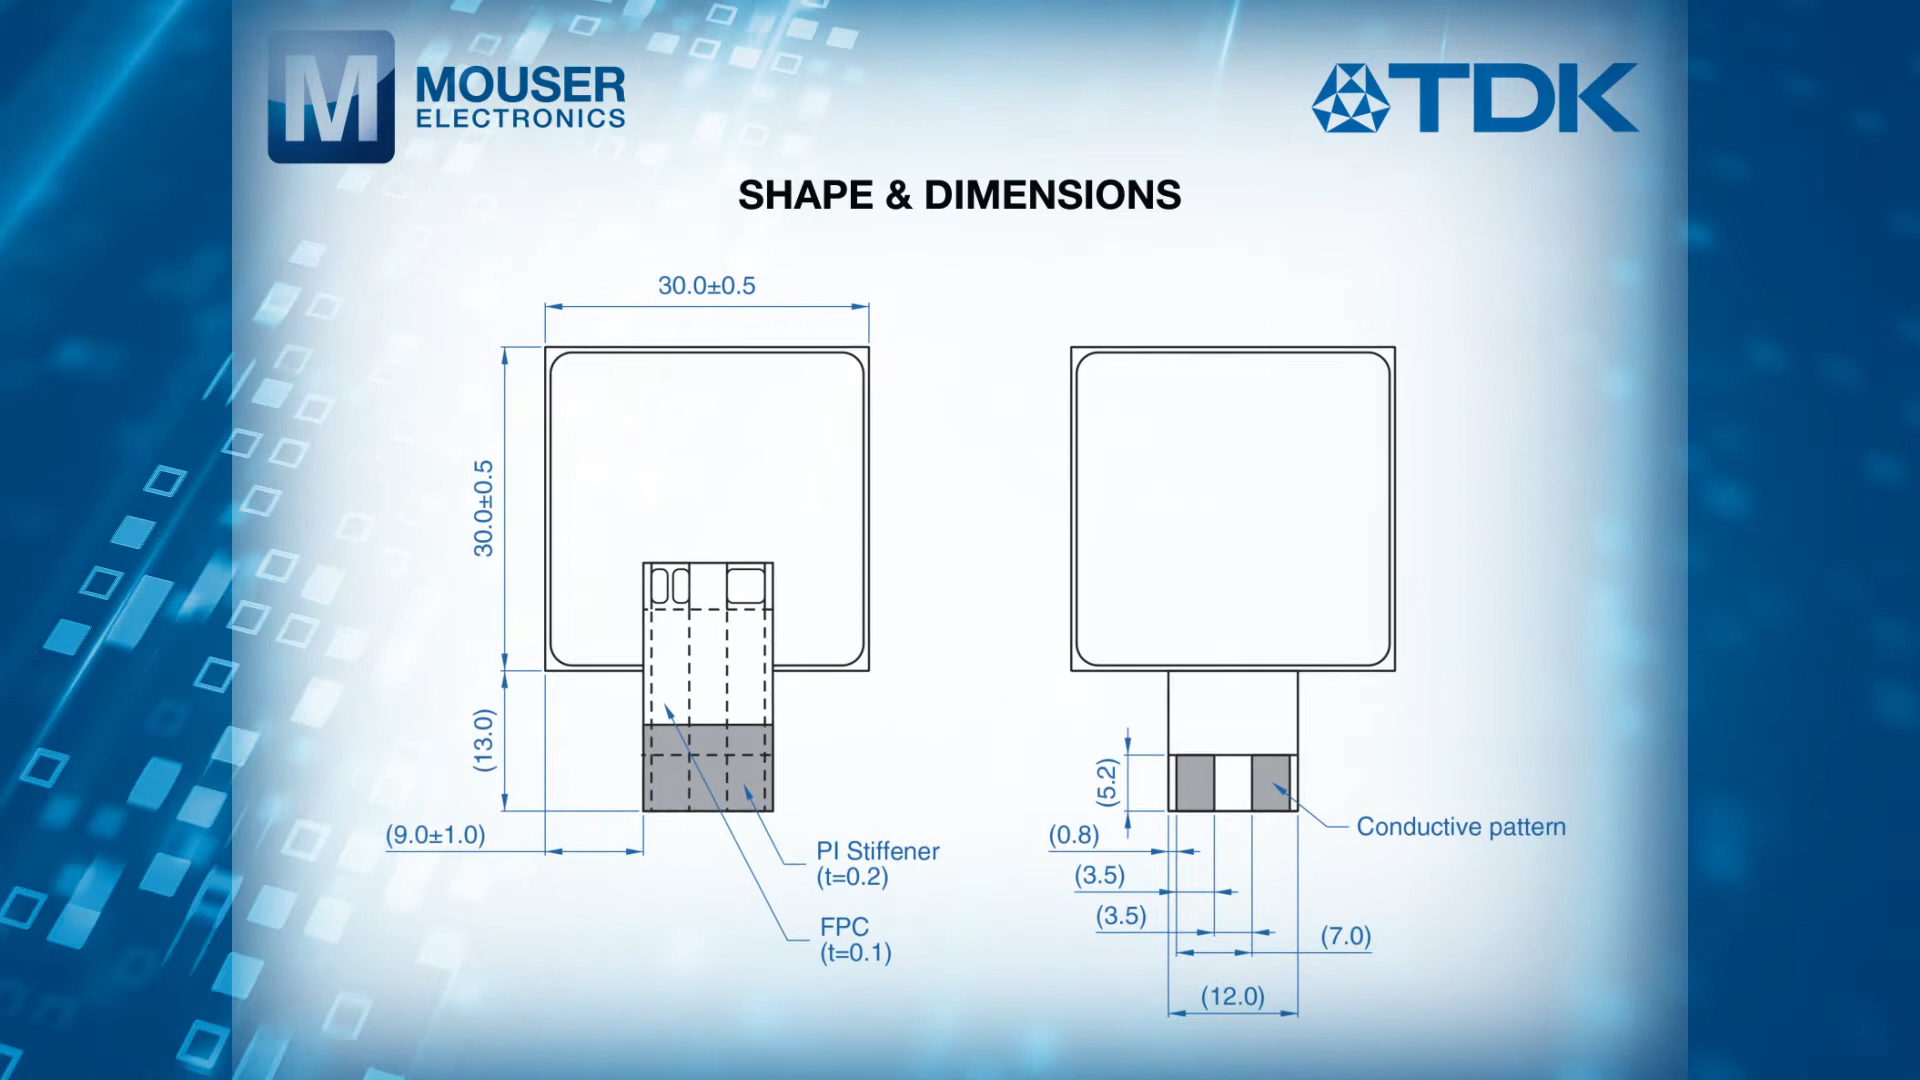 M
MOUSER
ELECTRONICS
TDK
SHAPE & DIMENSIONS
30.0±0.5
30.0±0.5
(13.0)
(9.0±1.0)
PI Stiffener
(t=0.2)
FPC
(t=0.1)
(5.2)
(0.8)
(3.5)
(3.5)
(7.0)
(12.0)
Conductive pattern